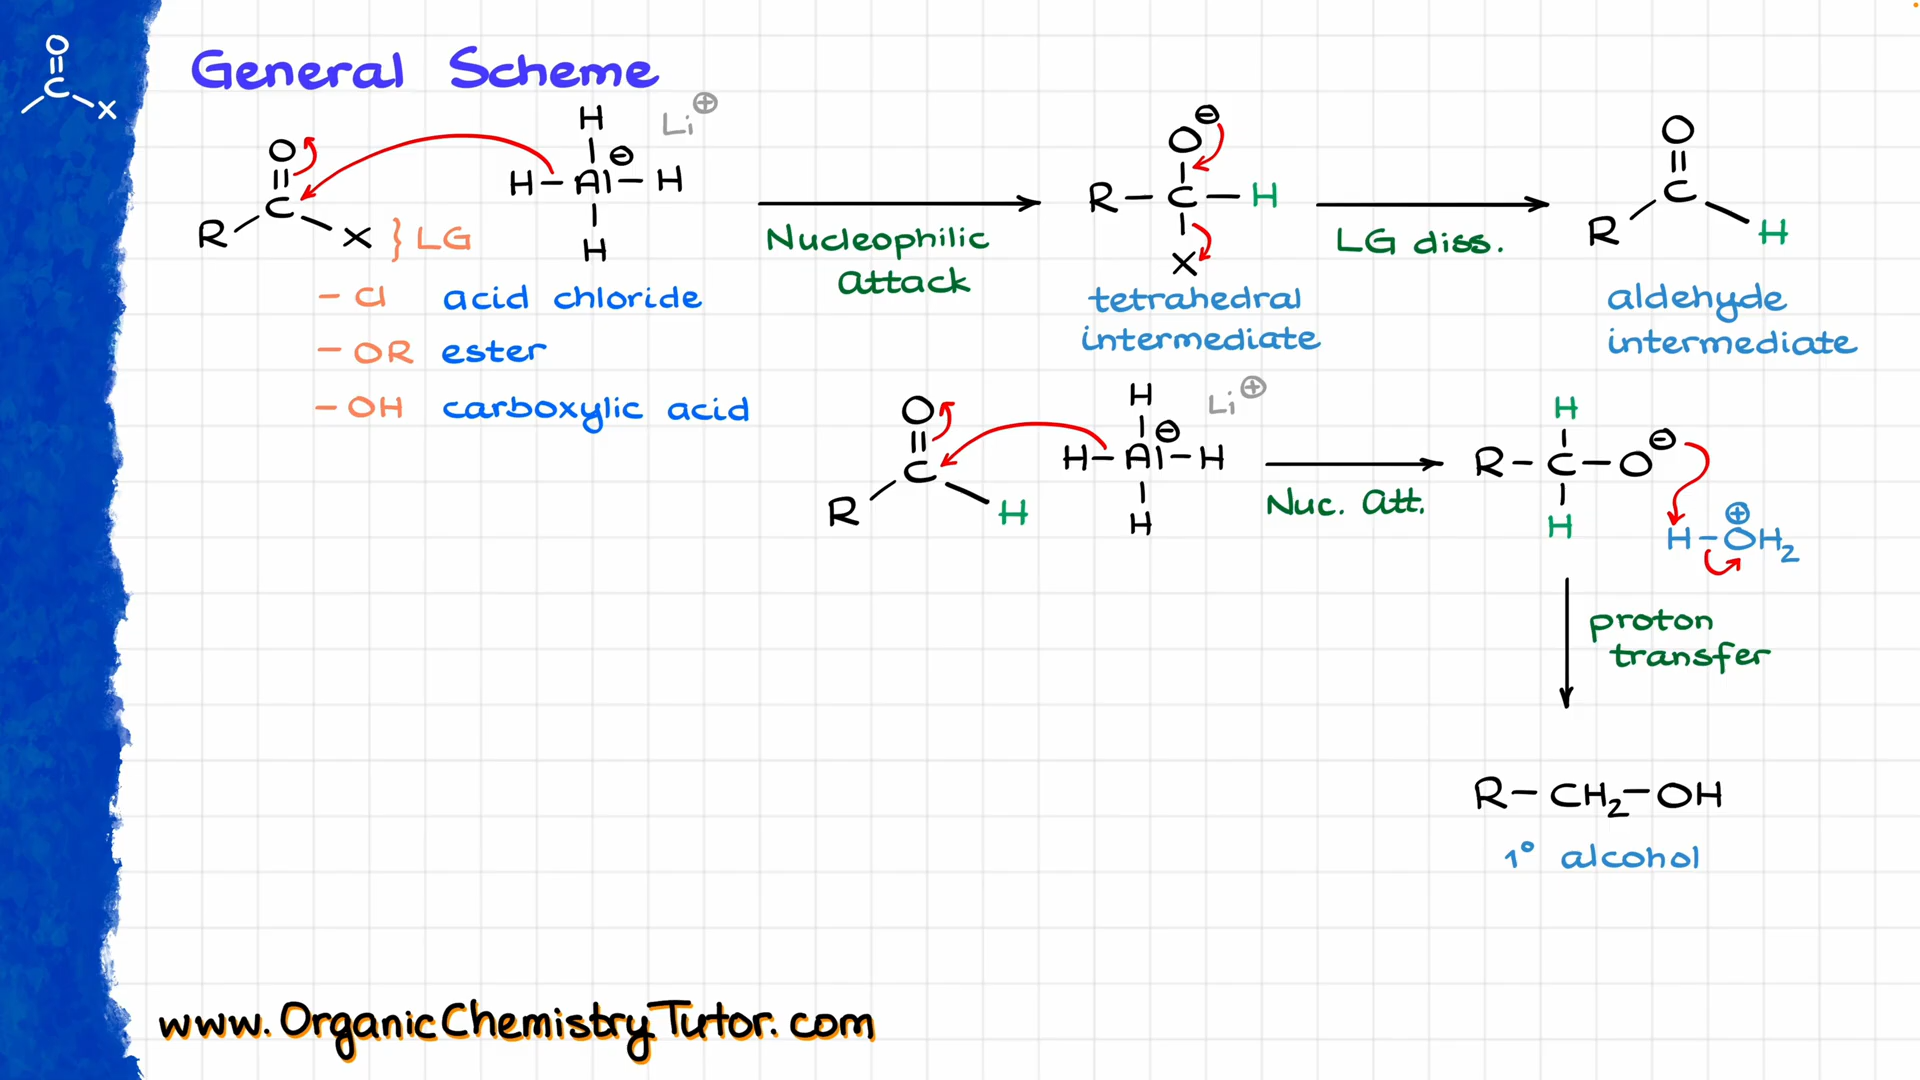 General Scheme
O
C
X
O
C
R
X } LG
H
Li ⊕
H – Al – H
⊖
H
Nucleophilic
Attack
O ⊖
R – C – H
X
tetrahedral
intermediate
LG diss.
O
C
R
H
aldehyde
intermediate
– Cl acid chloride
– OR ester
– OH carboxylic acid
O
C
R
H
H
Li ⊕
H – Al – H
⊖
H
Nuc. Att.
H
R – C – O ⊖
H
H – OH₂
⊕
proton
transfer
R – CH₂ – OH
1° alcohol
www.OrganicChemistryTutor.com